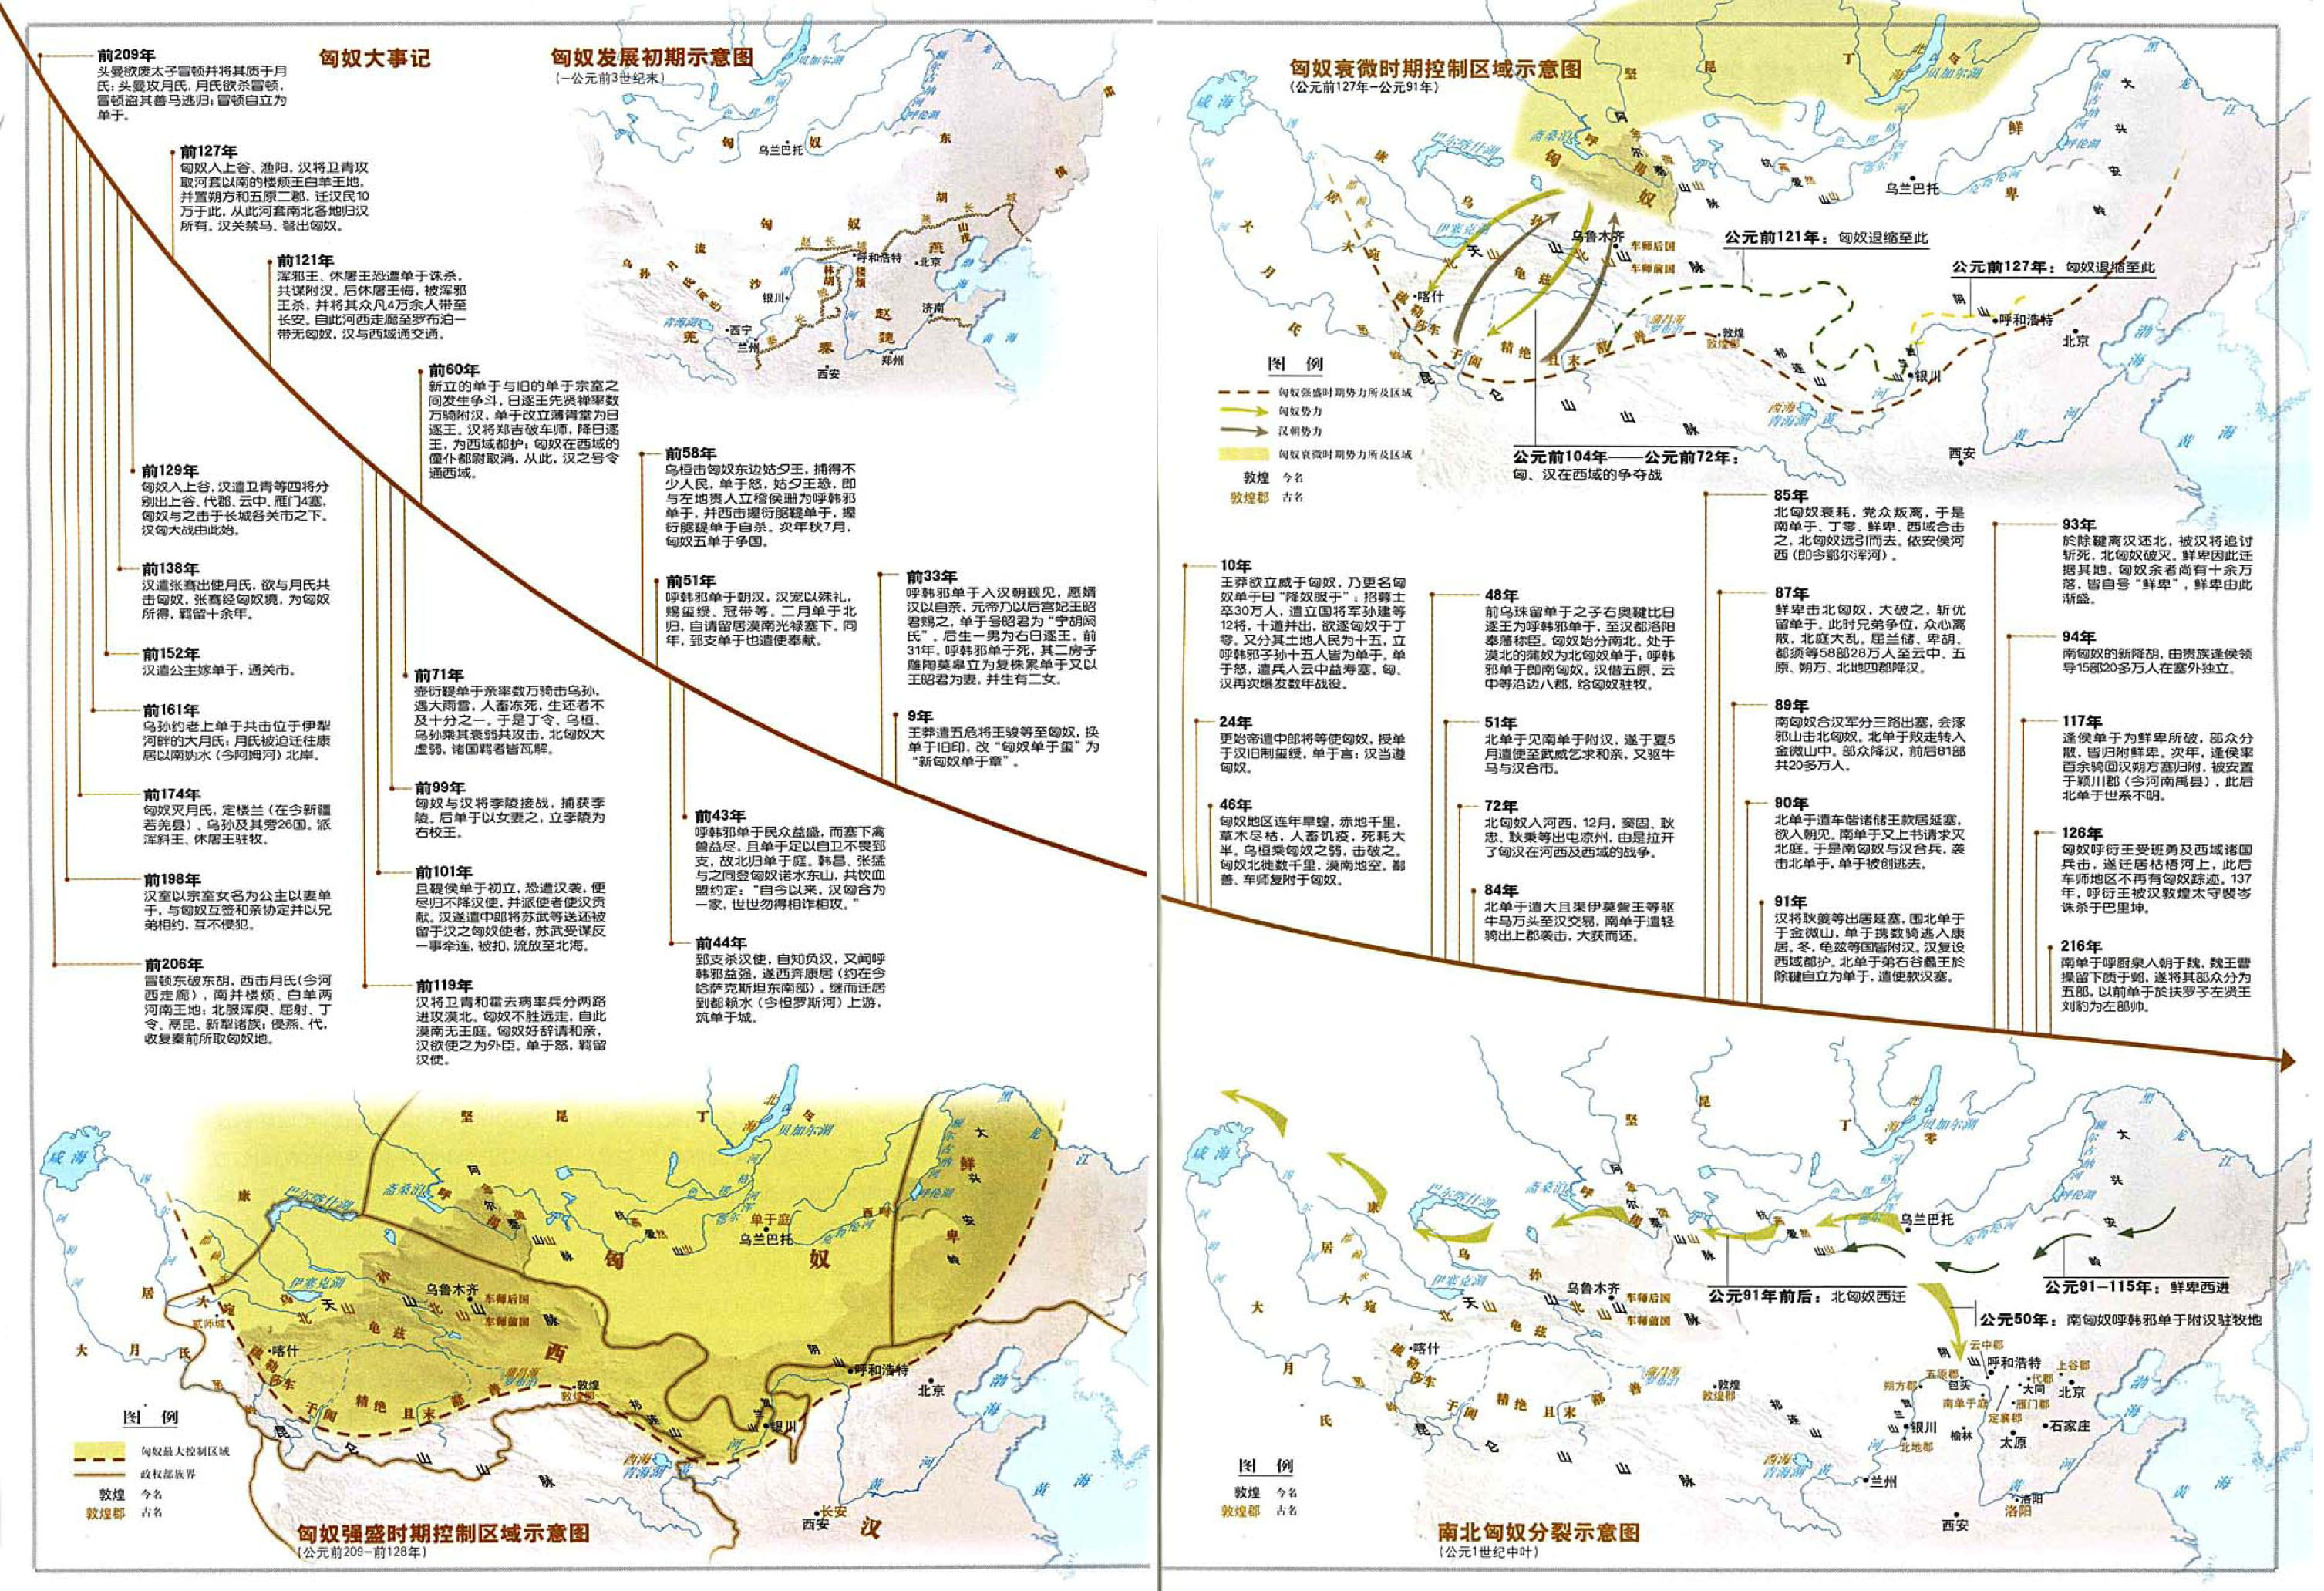 匈奴大事记
前209年
头曼欲废太子冒顿并将其质于月
氏；头曼攻月氏，月氏欲杀冒顿，
冒顿盗其善马逃归；冒顿自立为
单于。
前127年
匈奴入上谷、渔阳，汉将卫青攻
取河套以南的楼烦王白羊王地，
并置朔方和五原二郡，迁汉民10
万于此，从此河套南北各地归汉
所有。汉关禁马、弩出匈奴。
前121年
浑邪王、休屠王恐遭单于诛杀，
共谋附汉。后休屠王悔，被浑邪
王杀，并将其众凡4万余人带至
长安。自此河西走廊至罗布泊一
带无匈奴，汉与西域通交通。
前60年
新立的单于与旧的单于宗室之
间发生争斗，日逐王先贤禅率数
万骑附汉，单于改立薄胥堂为日
逐王。汉将郑吉破车师，降日逐
王，为西域都护；匈奴在西域的
僮仆都尉取消，从此，汉之号令
通西域。
前129年
匈奴入上谷，汉遣卫青等四将分
别出上谷、代郡、云中、雁门4塞，
匈奴与之击于长城各关市之下。
汉匈大战由此始。
前138年
汉遣张骞出使月氏，欲与月氏共
击匈奴，张骞经匈奴境，为匈奴
所得，羁留十余年。
前152年
汉遣公主嫁单于，通关市。
前161年
乌孙约老上单于共击位于伊犁
河畔的大月氏；月氏被迫迁往康
居以南妫水（今阿姆河）北岸。
前174年
匈奴灭月氏，定楼兰（在今新疆
若羌县）、乌孙及其旁26国。派
浑斜王、休屠王驻牧。
前198年
汉室以宗室女名为公主以妻单
于，与匈奴互签和亲协定并以兄
弟相约，互不侵犯。
前206年
冒顿东破东胡，西击月氏（今河
西走廊），南并楼烦、白羊两
河南王地；北服浑庾、屈射、丁
令、鬲昆、新犁诸族；侵燕、代，
收复秦前所取匈奴地。
前71年
壶衍鞮单于亲率数万骑击乌孙，
遇大雨雪，人畜冻死，生还者不
及十分之一。于是丁令、乌桓、
乌孙乘其衰弱共攻击，北匈奴大
虚弱，诸国羁者皆瓦解。
前99年
匈奴与汉将李陵接战，捕获李
陵。后单于以女妻之，立李陵为
右校王。
前101年
且鞮侯单于初立，恐遭汉袭，便
尽归不降汉使，并派使者使汉贡
献。汉遂遣中郎将苏武等送还被
留于汉之匈奴使者，苏武受谋反
一事牵连，被扣，流放至北海。
前119年
汉将卫青和霍去病率兵分两路
进攻漠北。匈奴不胜远走，自此
漠南无王庭。匈奴好辞请和亲，
汉欲使之为外臣。单于怒，羁留
汉使。
前58年
乌桓击匈奴东边姑夕王，捕得不
少人民，单于怒，姑夕王恐，即
与左地贵人立稽侯珊为呼韩邪
单于，并西击握衍朐鞮单于，握
衍朐鞮单于自杀。次年秋7月，
匈奴五单于争国。
前51年
呼韩邪单于朝汉，汉宠以殊礼，
赐玺绶、冠带等。二月单于北
归，自请留居漠南光禄塞下。同
年，郅支单于也遣使奉献。
前43年
呼韩邪单于民众益盛，而塞下禽
兽益尽，且单于足以自卫不畏郅
支，故北归单于庭。韩昌、张猛
与之同登匈奴诺水东山，共饮血
盟约定：“自今以来，汉匈合为
一家，世世勿得相诈相攻。”
前44年
郅支杀汉使，自知负汉，又闻呼
韩邪益强，遂西奔康居（约在今
哈萨克斯坦东南部），继而迁居
到都赖水（今怛罗斯河）上游，
筑单于城。
前33年
呼韩邪单于入汉朝觐见，愿婿
汉以自亲，元帝乃以后宫妃王昭
君赐之，单于号昭君为“宁胡阏
氏”，后生一男为右日逐王。前
31年，呼韩邪单于死，其二房子
雕陶莫皋立为复株累单于又以
王昭君为妻，并生有二女。
9年
王莽遣五危将王骏等至匈奴，换
单于旧印，改“匈奴单于玺”为
“新匈奴单于章”。
匈奴发展初期示意图
（－公元前3世纪末）
贝加尔湖
黑
龙
江
呼伦湖
匈
奴
乌兰巴托
东
胡
匈
奴
燕
长
城
山戎
赵
长
城
林胡
楼烦
呼和浩特
北京
燕
渤
海
乌孙
月氏
流
沙
银川
青海湖
西宁
兰州
羌
秦
西安
赵
魏
济南
郑州
黄
海
匈奴强盛时期控制区域示意图
（公元前209－前128年）
咸海
巴尔喀什湖
斋桑泊
坚
昆
丁
令
北
海
贝加尔湖
康
居
匈
奴
单于庭
乌兰巴托
呼伦湖
鲜
卑
大
兴
安
岭
黑
龙
江
伊塞克湖
乌
孙
乌鲁木齐
车师后国
车师前国
天
山
北
山
山
脉
大
宛
贰师城
龟兹
西
喀什
疏勒
莎车
于阗
精绝
且末
鄯
善
蒲昌海
罗布泊
敦煌
敦煌郡
大
月
氏
昆
仑
山
山
脉
祁
连
山
西海
青海湖
阴
山
呼和浩特
银川
北京
渤
海
黄
河
黄
海
长安
西安
汉
图 例
匈奴最大控制区域
政权部族界
敦煌 今名
敦煌郡 古名
匈奴衰微时期控制区域示意图
（公元前127年－公元91年）
咸海
巴尔喀什湖
斋桑泊
坚
昆
丁
令
北
海
贝加尔湖
呼
揭
匈
奴
康
居
乌
孙
伊塞克湖
乌鲁木齐
车师后国
车师前国
乌兰巴托
鲜
卑
大
兴
安
岭
公元前121年：匈奴退缩至此
公元前127年：匈奴退缩至此
大
月
氏
大
宛
喀什
疏勒
莎车
于阗
精绝
且末
鄯
善
龟兹
蒲昌海
罗布泊
敦煌
敦煌郡
祁
连
山
西海
青海湖
阴
山
呼和浩特
银川
北京
西安
渤
海
黄
河
黄
海
昆
仑
山
山
脉
公元前104年——公元前72年：
匈、汉在西域的争夺战
图 例
匈奴强盛时期势力所及区域
匈奴势力
汉朝势力
匈奴衰微时期势力所及区域
敦煌 今名
敦煌郡 古名
10年
王莽欲立威于匈奴，乃更名匈
奴单于曰“降奴服于”；招募士
卒30万人，遣立国将军孙建等
12将，十道并出，欲逐匈奴于丁
零。又分其土地人民为十五，立
呼韩邪子孙十五人皆为单于。单
于怒，遣兵入云中益寿塞。匈、
汉再次爆发数年战役。
24年
更始帝遣中郎将等使匈奴，授单
于汉旧制玺绶，单于言：汉当遵
匈奴。
46年
匈奴地区连年旱蝗，赤地千里，
草木尽枯，人畜饥疫，死耗大
半。乌桓乘匈奴之弱，击破之。
匈奴北徙数千里，漠南地空。鄯
善、车师复附于匈奴。
48年
前乌珠留单于之子右奥鞬比日
逐王为呼韩邪单于，至汉都洛阳
奉藩称臣。匈奴始分南北，处于
漠北的蒲奴为北匈奴单于；呼韩
邪单于即南匈奴。汉借五原、云
中等沿边八郡，给匈奴驻牧。
51年
北单于见南单于附汉，遂于夏5
月遣使至武威乞求和亲，又驱牛
马与汉合市。
72年
北匈奴入河西，12月，窦固、耿
忠、耿秉等出屯凉州，由是拉开
了匈汉在河西及西域的战争。
84年
北单于遣大且渠伊莫訾王等驱
牛马万头至汉交易，南单于遣轻
骑出上郡袭击，大获而还。
85年
北匈奴衰耗，党众叛离，于是
南单于、丁零、鲜卑、西域合击
之，北匈奴远引而去。依安侯河
西（即今鄂尔浑河）。
87年
鲜卑击北匈奴，大破之，斩优
留单于。此时兄弟争位，众心离
散，北庭大乱。屈兰储、卑胡、
都须等58部28万人至云中、五
原、朔方、北地四郡降汉。
89年
南匈奴合汉军分三路出塞，会涿
邪山击北匈奴。北单于败走转入
金微山中。部众降汉，前后81部
共20多万人。
90年
北单于遣车偕诸储王款居延塞，
欲入朝见。南单于又上书请求灭
北庭。于是南匈奴与汉合兵，袭
击北单于，单于被创逃去。
91年
汉将耿夔等出居延塞，围北单于
于金微山，单于携数骑逃入康
居。冬，龟兹等国皆附汉。汉复设
西域都护。北单于弟右谷蠡王於
除鞬自立为单于，遣使款汉塞。
93年
於除鞬离汉还北，被汉将追讨
斩死，北匈奴破灭。鲜卑因此迁
据其地，匈奴余者尚有十余万
落，皆自号“鲜卑”，鲜卑由此
渐盛。
94年
南匈奴的新降胡，由贵族逢侯领
导15部20多万人在塞外独立。
117年
逢侯单于为鲜卑所破，部众分
散，皆归附鲜卑。次年，逢侯率
百余骑回汉朔方塞归附，被安置
于颖川郡（今河南禹县），此后
北单于世系不明。
126年
匈奴呼衍王受班勇及西域诸国
兵击，遂迁居枯梧河上，此后
车师地区不再有匈奴踪迹。137
年，呼衍王被汉敦煌太守裴岑
诛杀于巴里坤。
216年
南单于呼厨泉入朝于魏，魏王曹
操留下质于邺，遂将其部众分为
五部，以前单于於扶罗子左贤王
刘豹为左部帅。
南北匈奴分裂示意图
（公元1世纪中叶）
咸海
巴尔喀什湖
斋桑泊
坚
昆
丁
零
北
海
贝加尔湖
康
居
乌
孙
伊塞克湖
乌鲁木齐
车师后国
车师前国
乌兰巴托
大
兴
安
岭
公元91年前后：北匈奴西迁
公元91－115年：鲜卑西进
公元50年：南匈奴呼韩邪单于附汉驻牧地
大
月
氏
大
宛
喀什
疏勒
莎车
于阗
精绝
且末
鄯
善
龟兹
敦煌
敦煌郡
祁
连
山
西海
青海湖
云中郡
呼和浩特
上谷郡
五原郡
包头
代郡
大同
北京
朔方郡
南单于庭
雁门郡
定襄郡
银川
北地郡
榆林
太原
石家庄
兰州
洛阳
洛阳
西安
渤
海
黄
河
黄
海
昆
仑
山
山
脉
图 例
敦煌 今名
敦煌郡 古名